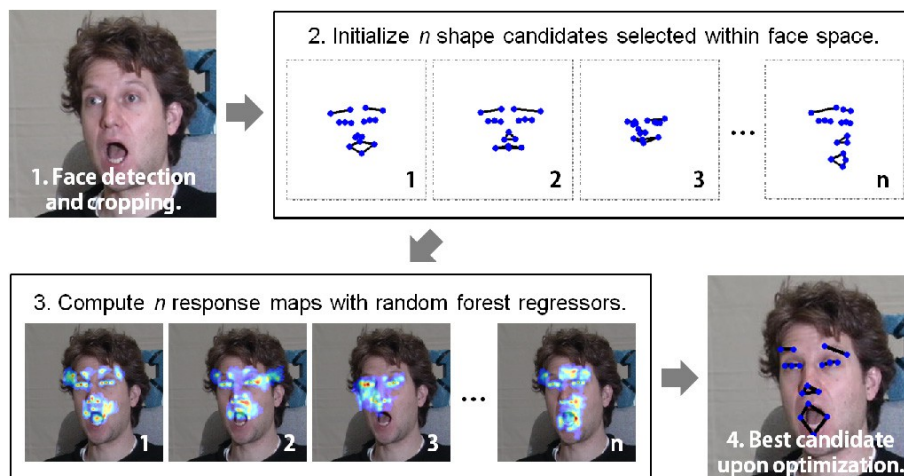 1. Face detection
and cropping.
2. Initialize n shape candidates selected within face space.
1
2
3
...
n
3. Compute n response maps with random forest regressors.
1
2
3
...
n
4. Best candidate
upon optimization.